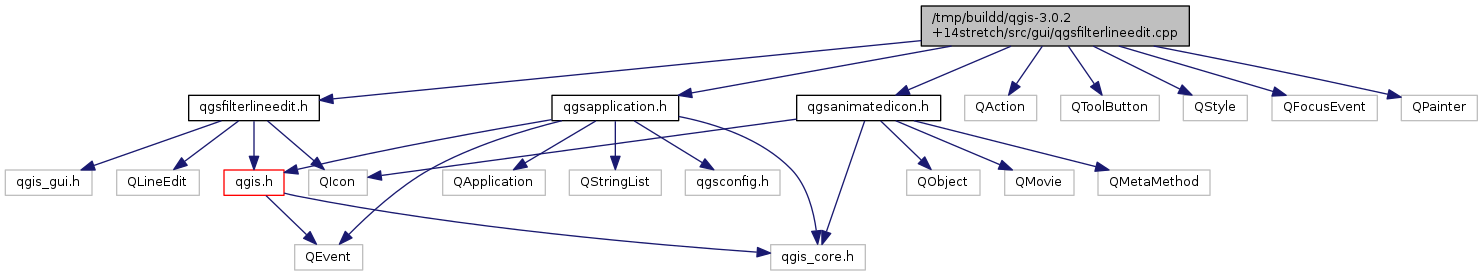 /tmp/buildd/qgis-3.0.2
+14stretch/src/gui/qgsfilterlineedit.cpp
qgsfilterlineedit.h
qgsapplication.h
qgsanimatedicon.h
QAction
QToolButton
QStyle
QFocusEvent
QPainter
qgis_gui.h
QLineEdit
qgis.h
QIcon
QApplication
QStringList
qgsconfig.h
QObject
QMovie
QMetaMethod
QEvent
qgis_core.h